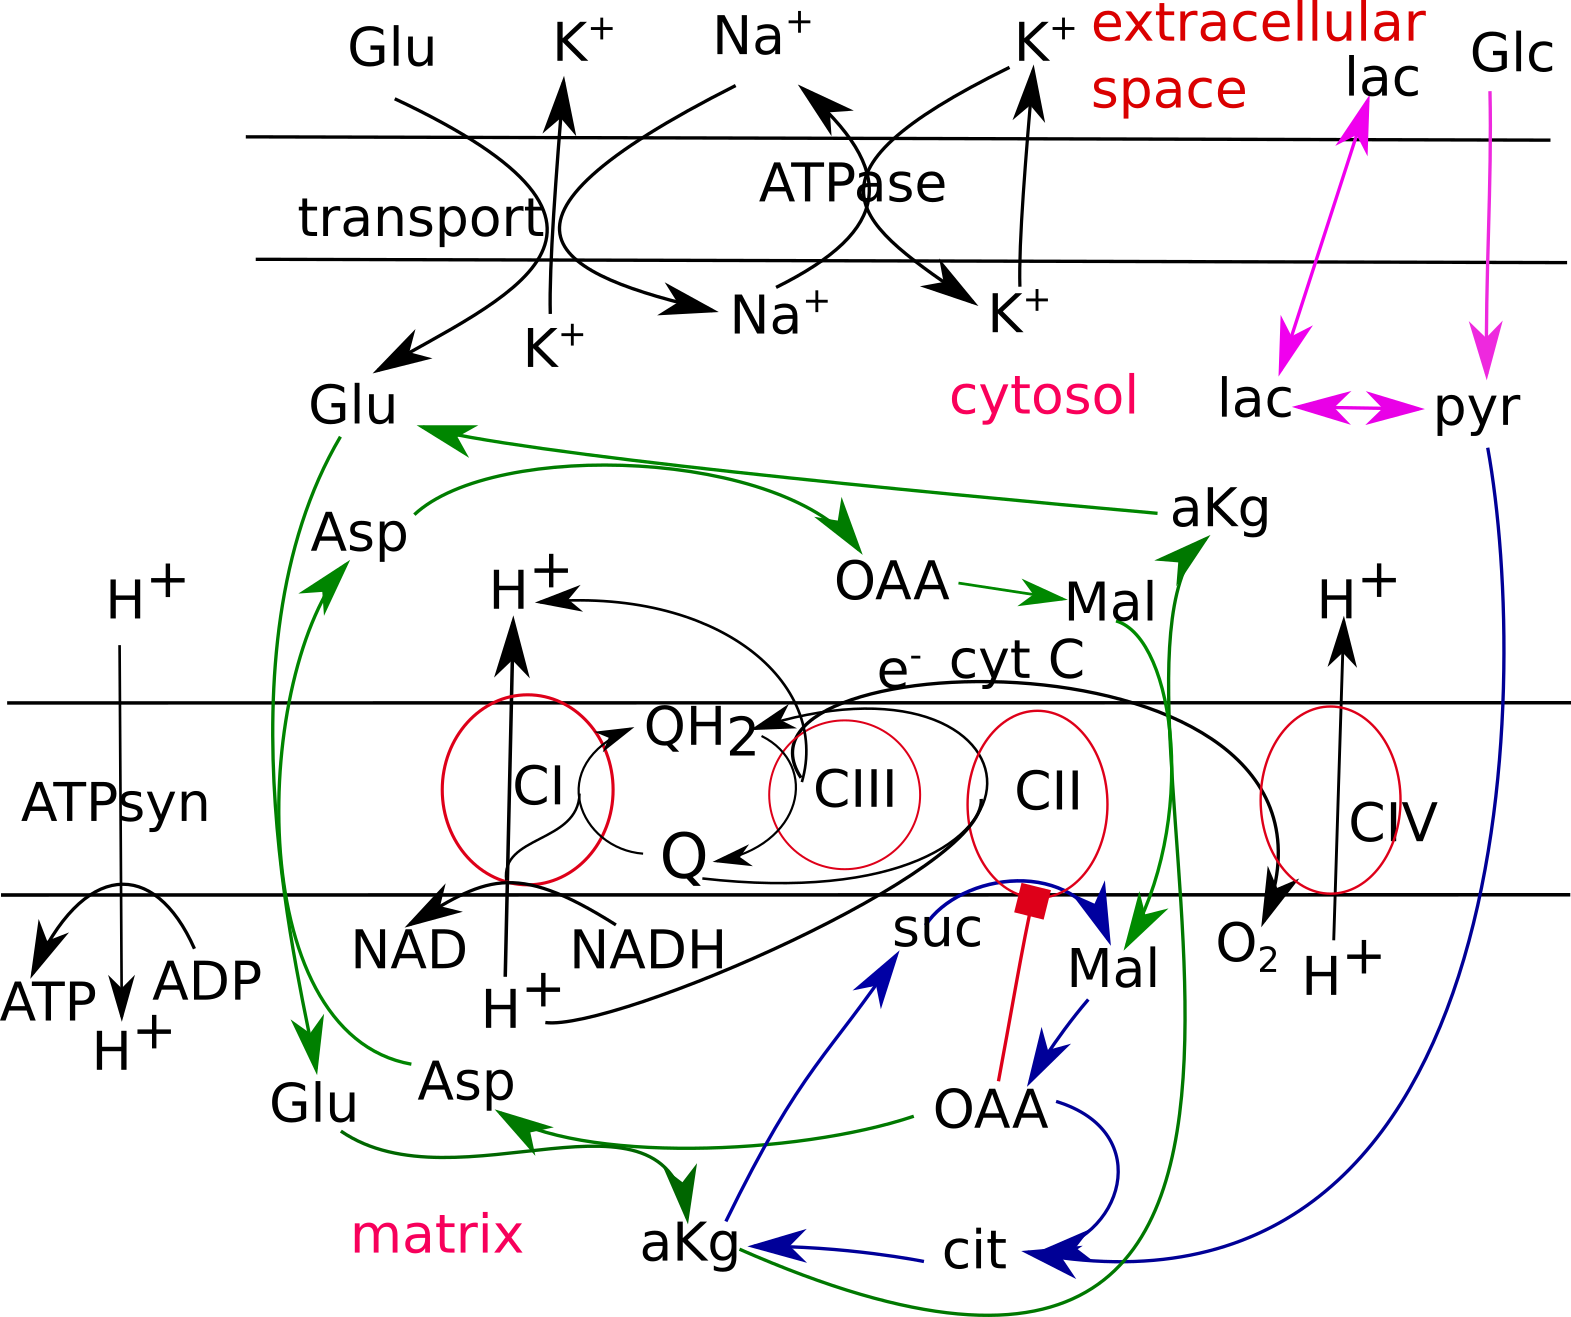 Glu
K+
Na+
K+
extracellular
space
lac
Glc
ATPase
transport
K+
Na+
K+
Glu
cytosol
lac
pyr
Asp
aKg
H+
H+
OAA
Mal
H+
e- cyt C
QH2
CI
CIII
CII
ATPsyn
CIV
Q
NAD
NADH
suc
Mal
O2
H+
ATP
ADP
H+
H+
Glu
Asp
OAA
matrix
aKg
cit